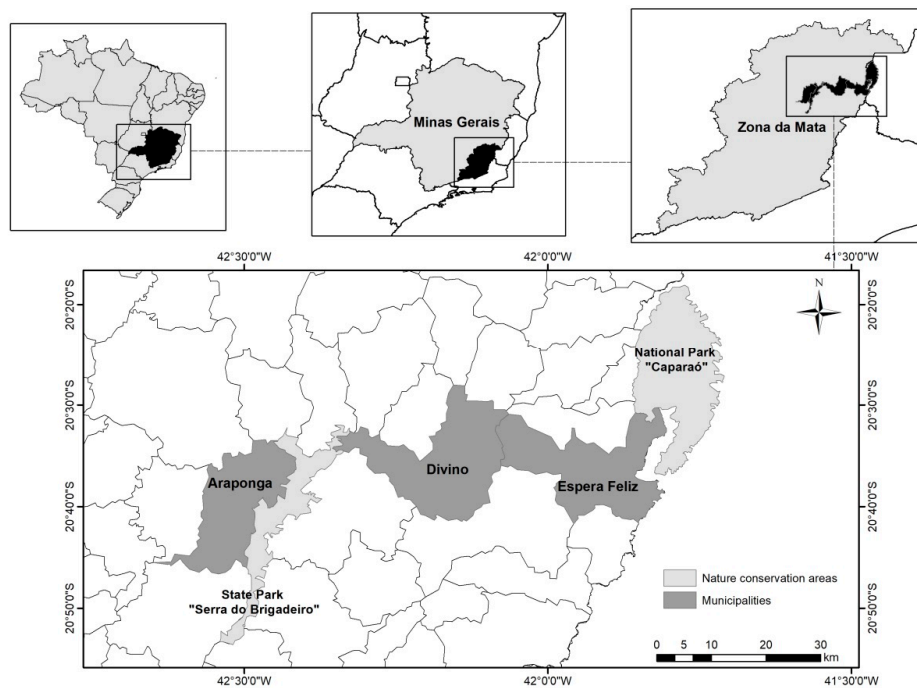 Minas Gerais
Zona da Mata
42°30'0"W
42°0'0"W
41°30'0"W
20°20'0"S
20°20'0"S
N
National Park
"Caparaó"
20°30'0"S
20°30'0"S
Araponga
Divino
Espera Feliz
20°40'0"S
20°40'0"S
State Park
"Serra do Brigadeiro"
Nature conservation areas
Municipalities
20°50'0"S
20°50'0"S
0 5 10 20 30
km
42°30'0"W
42°0'0"W
41°30'0"W